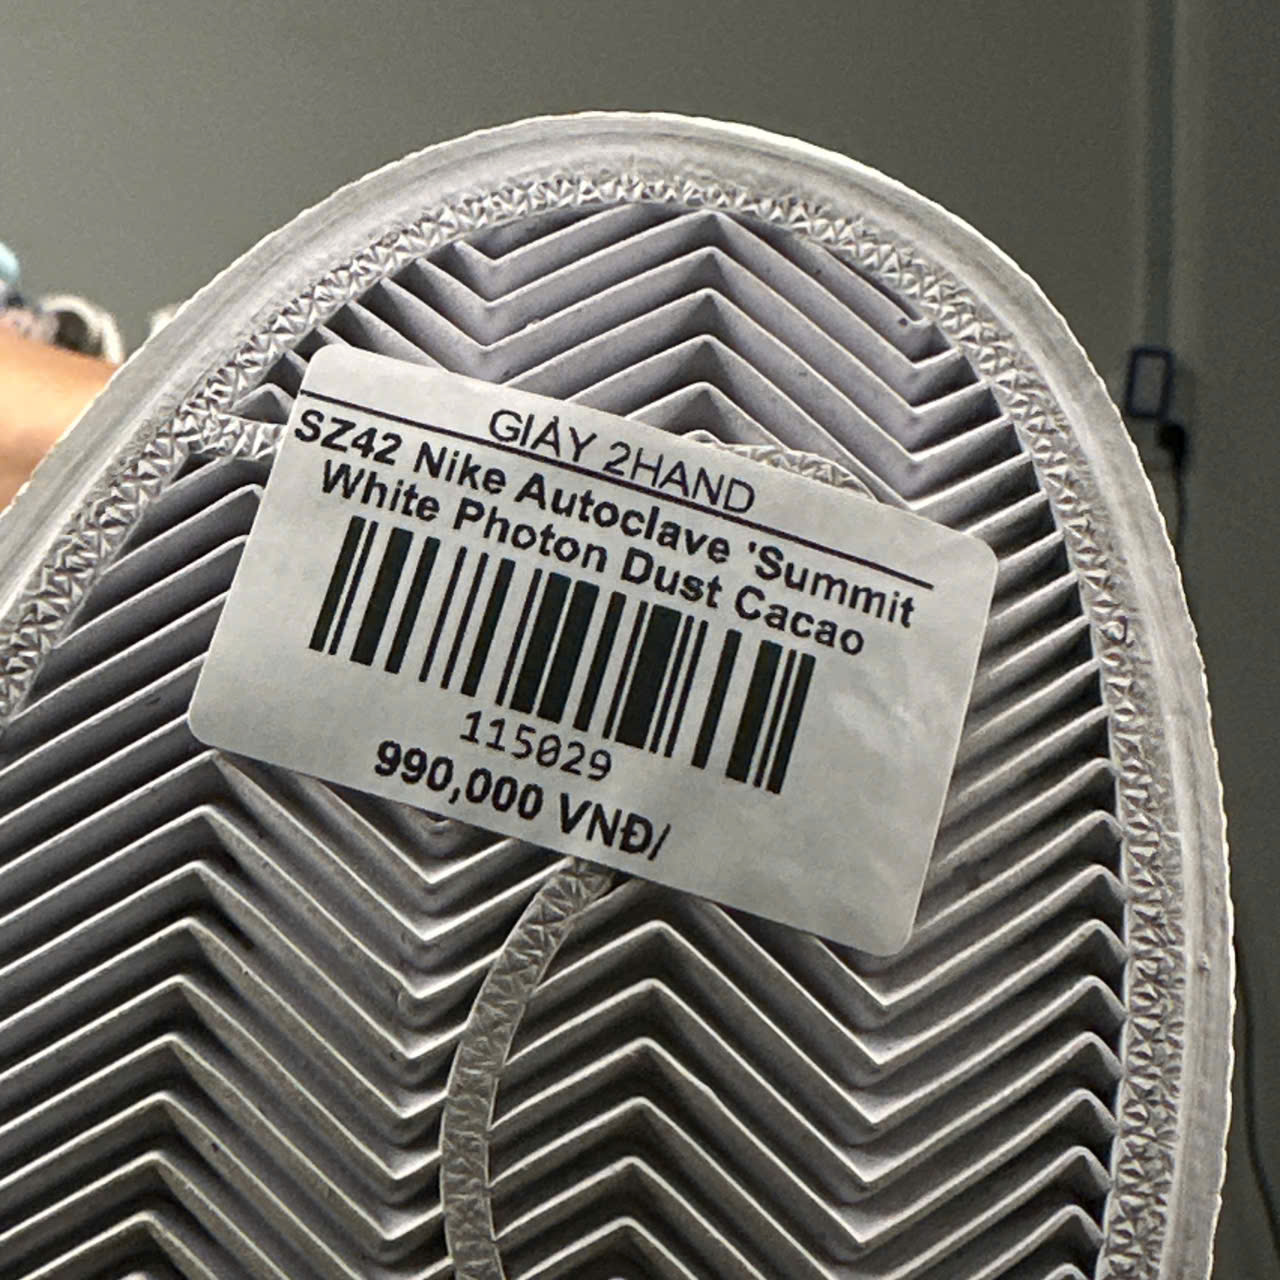 GIÀY 2HAND
SZ42 Nike Autoclave 'Summit
White Photon Dust Cacao
115029
990,000 VNĐ/